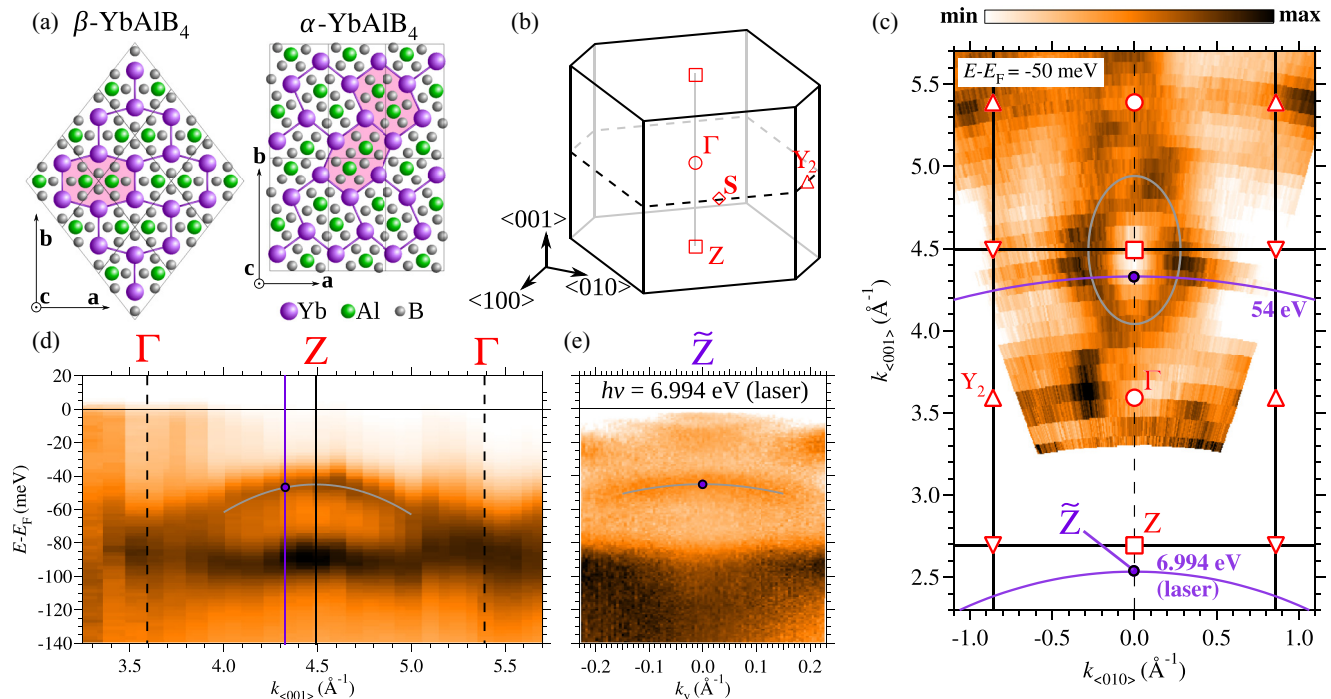 (a)
β-YbAlB4
α-YbAlB4
b
c
a
b
c
a
Yb Al B
(b)
Γ
Y2
S
Z
<001>
<010>
<100>
(c)
min
max
E-EF = -50 meV
54 eV
Y2
Γ
Z̃
Z
6.994 eV
(laser)
5.5
5.0
4.5
4.0
3.5
3.0
2.5
k<001> (Å-1)
-1.0 -0.5 0.0 0.5 1.0
k<010> (Å-1)
(d)
Γ Z Γ
20
0
-20
-40
-60
-80
-100
-120
-140
E-EF (meV)
3.5 4.0 4.5 5.0 5.5
k<001> (Å-1)
(e)
Z̃
hν = 6.994 eV (laser)
-0.2 -0.1 0.0 0.1 0.2
ky (Å-1)